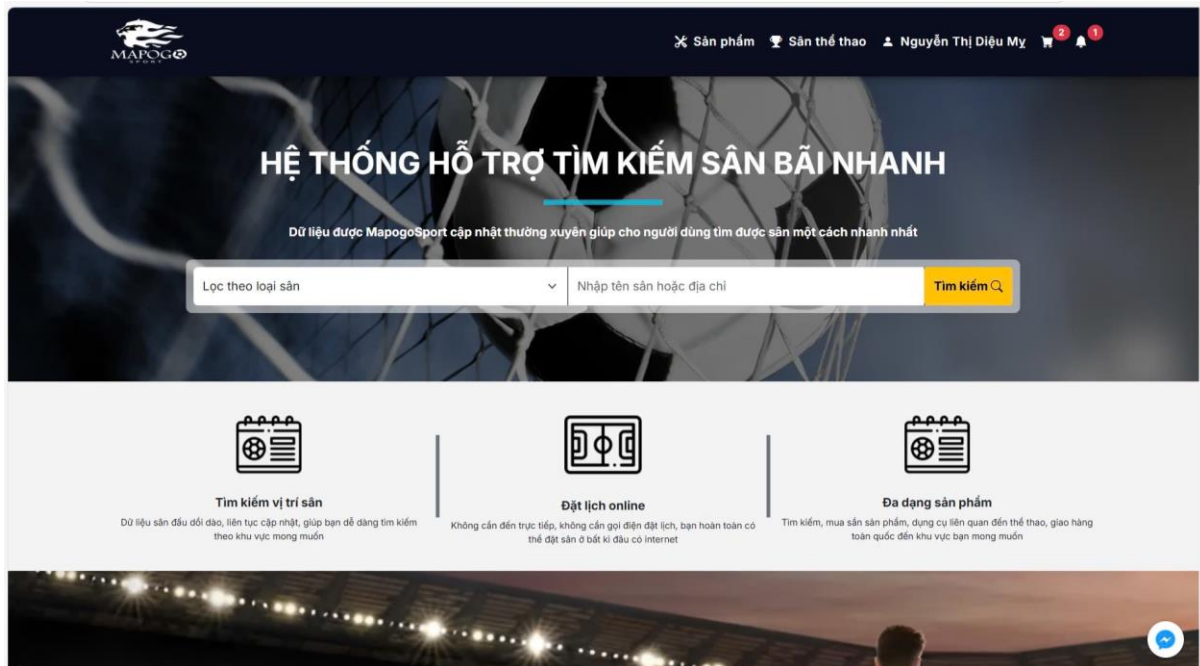 MAPOGO
SPORT
Sản phẩm
Sân thể thao
Nguyễn Thị Diệu My
2
1
HỆ THỐNG HỖ TRỢ TÌM KIẾM SÂN BÃI NHANH
Dữ liệu được MapogoSport cập nhật thường xuyên giúp cho người dùng tìm được sân một cách nhanh nhất
Lọc theo loại sân
Nhập tên sân hoặc địa chỉ
Tìm kiếm
Tìm kiếm vị trí sân
Dữ liệu sân đấu dồi dào, liên tục cập nhật, giúp bạn dễ dàng tìm kiếm
theo khu vực mong muốn
Đặt lịch online
Không cần đến trực tiếp, không cần gọi điện đặt lịch, bạn hoàn toàn có
thể đặt sân ở bất kì đâu có internet
Đa dạng sản phẩm
Tìm kiếm, mua sắn sản phẩm, dụng cụ liên quan đến thể thao, giao hàng
toàn quốc đến khu vực bạn mong muốn